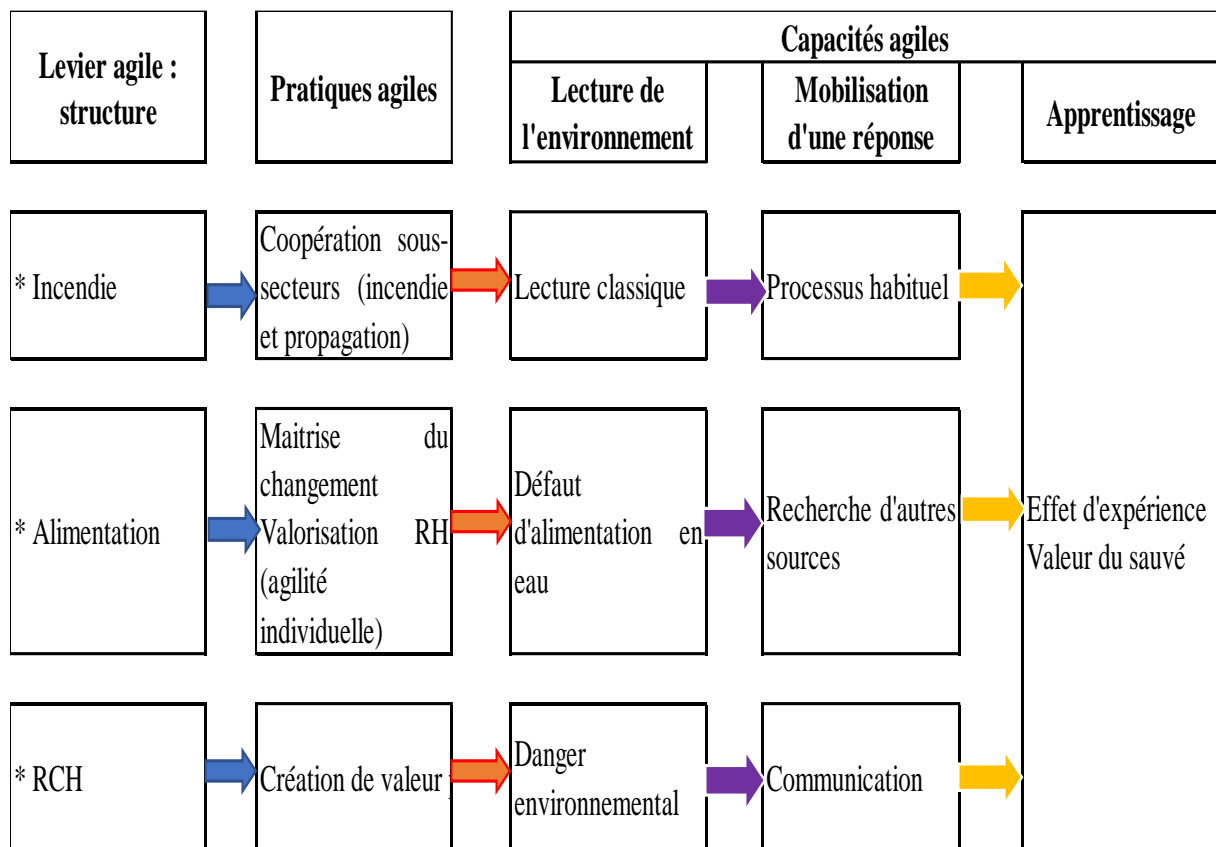 Capacités agiles
Levier agile :
structure
Pratiques agiles
Lecture de
l'environnement
Mobilisation
d'une réponse
Apprentissage
* Incendie
Coopération sous-
secteurs (incendie
et propagation)
Lecture classique
Processus habituel
* Alimentation
Maitrise du
changement
Valorisation RH
(agilité
individuelle)
Défaut
d'alimentation en
eau
Recherche d'autres
sources
Effet d'expérience
Valeur du sauvé
* RCH
Création de valeur
Danger
environnemental
Communication